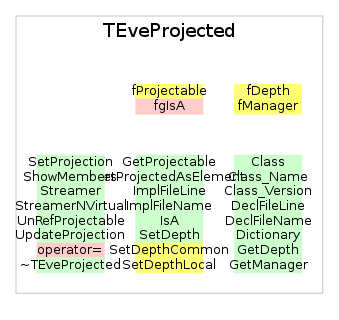 TEveProjected
fProjectable fDepth
fgIsA fManager
SetProjection GetProjectable Class
ShowMembers Class_Name
Streamer ImplFileLine Class_Version
StreamerNVirtual ImplFileName DeclFileLine
UnRefProjectable IsA DeclFileName
UpdateProjection SetDepth Dictionary
operator= SetDepthCommon GetDepth
~TEveProjected SetDepthLocal GetManager